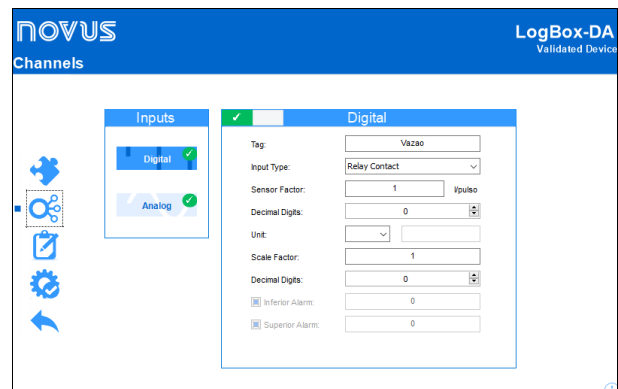 NOVUS
LogBox-DA
Validated Device
Channels
Inputs
Digital
Analog
Digital
Tag: Vazao
Input Type: Relay Contact
Sensor Factor: 1 l/pulso
Decimal Digits: 0
Unit:
Scale Factor: 1
Decimal Digits: 0
Inferior Alarm: 0
Superior Alarm: 0